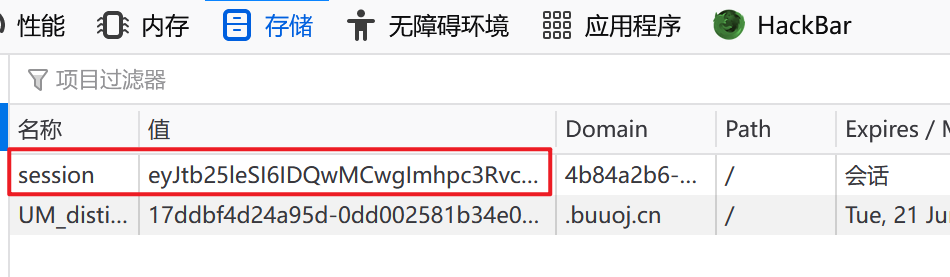 性能 内存 存储 无障碍环境 应用程序 HackBar
项目过滤器
名称 值 Domain Path Expires / M
session eyJtb25leSI6IDQwMCwgImhpc3Rvc... 4b84a2b6-... / 会话
UM_disti... 17ddbf4d24a95d-0dd002581b34e0... .buuoj.cn / Tue, 21 Jun